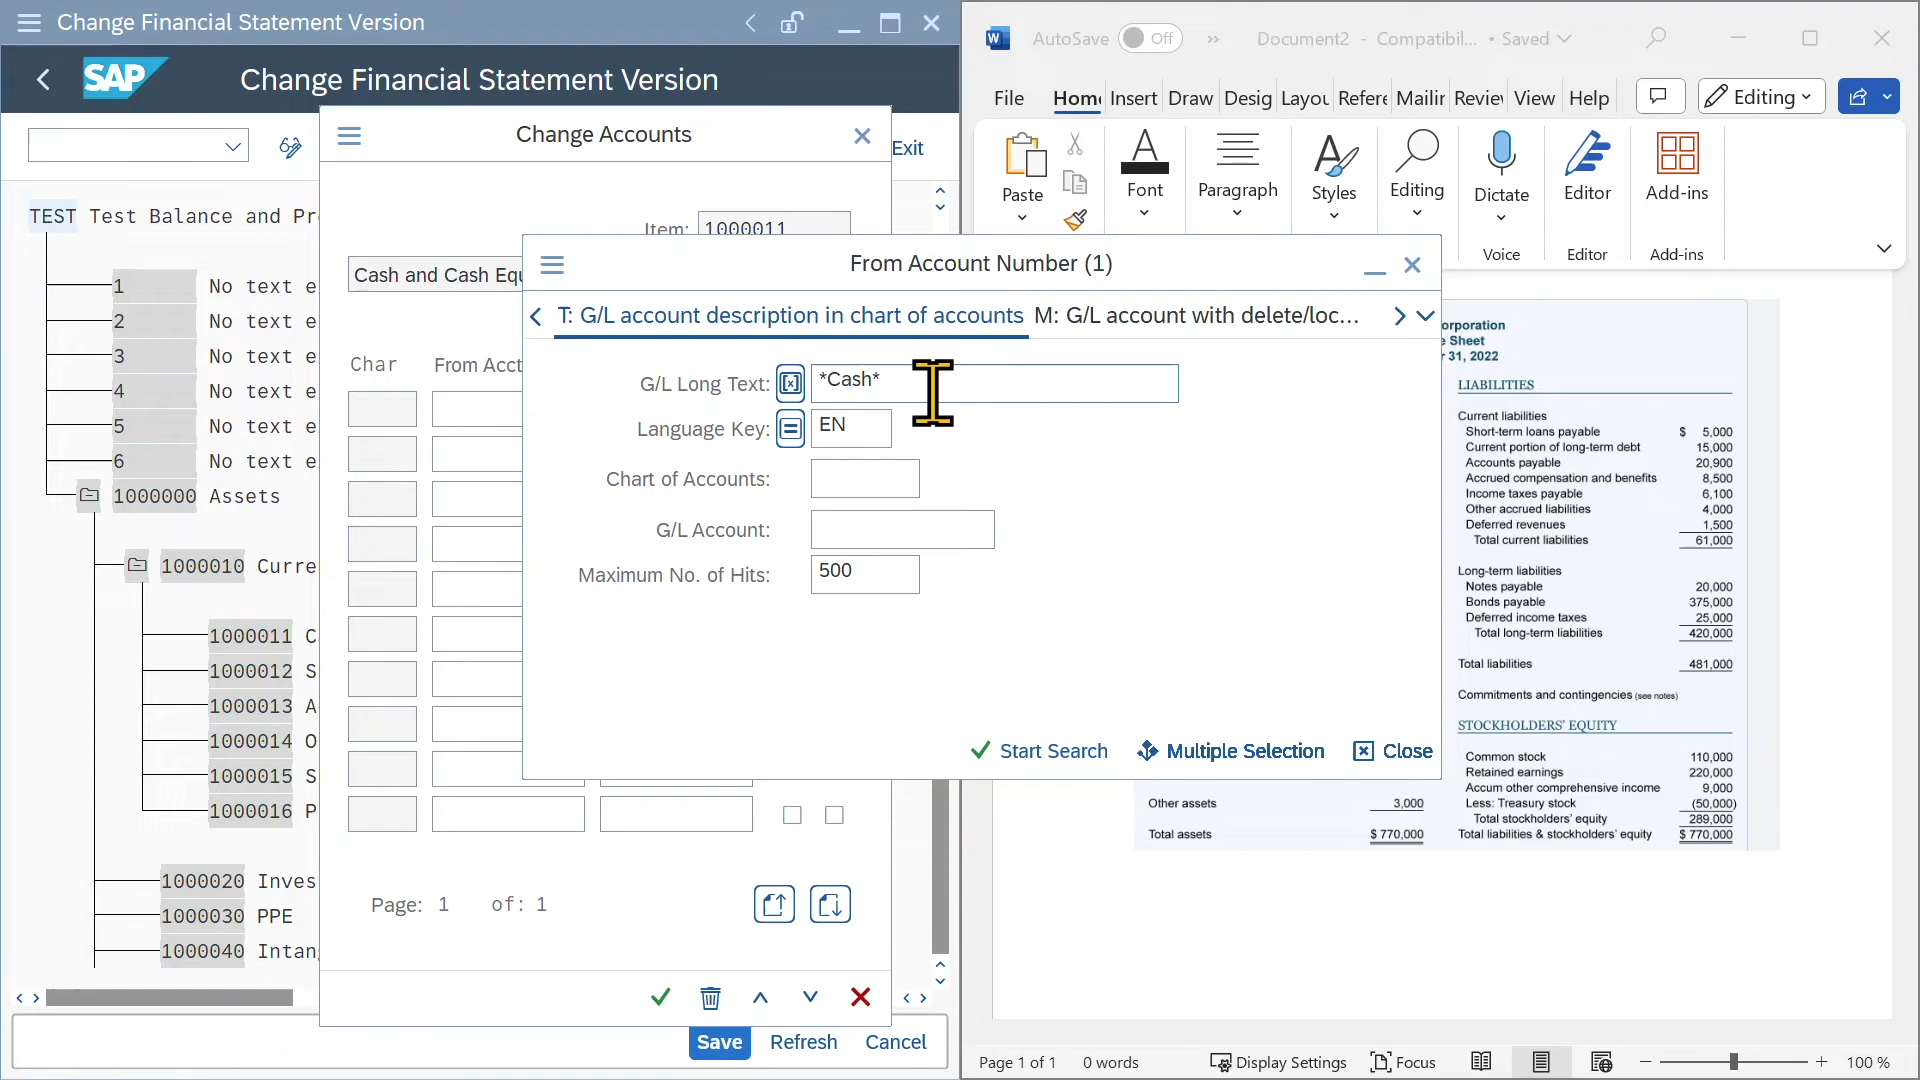 Change Financial Statement Version
SAP
Change Financial Statement Version
Exit
TEST Test Balance and Pr
1 No text e
2 No text e
3 No text e
4 No text e
5 No text e
6 No text e
1000000 Assets
1000010 Curre
1000011 C
1000012 S
1000013 A
1000014 O
1000015 S
1000016 P
1000020 Inves
1000030 PPE
1000040 Intan
Save Refresh Cancel
Change Accounts
Item: 1000011
Cash and Cash Equ
Char From Acct
Page: 1 of: 1
From Account Number (1)
T: G/L account description in chart of accounts M: G/L account with delete/loc...
G/L Long Text: *Cash*
Language Key: EN
Chart of Accounts:
G/L Account:
Maximum No. of Hits: 500
Start Search Multiple Selection Close
AutoSave Off Document2 - Compatibil... • Saved
File Home Insert Draw Desig Layou Refere Mailin Review View Help Editing
Paste Font Paragraph Styles Editing Dictate Editor Add-ins
Voice Editor Add-ins
orporation
e Sheet
r 31, 2022
LIABILITIES
Current liabilities
Short-term loans payable $ 5,000
Current portion of long-term debt 15,000
Accounts payable 20,900
Accrued compensation and benefits 8,500
Income taxes payable 6,100
Other accrued liabilities 4,000
Deferred revenues 1,500
Total current liabilities 61,000
Long-term liabilities
Notes payable 20,000
Bonds payable 375,000
Deferred income taxes 25,000
Total long-term liabilities 420,000
Total liabilities 481,000
Commitments and contingencies (see notes)
STOCKHOLDERS' EQUITY
Common stock 110,000
Retained earnings 220,000
Accum other comprehensive income 9,000
Other assets 3,000 Less: Treasury stock (50,000)
Total stockholders' equity 289,000
Total assets $ 770,000 Total liabilities & stockholders' equity $ 770,000
Page 1 of 1 0 words Display Settings Focus 100 %